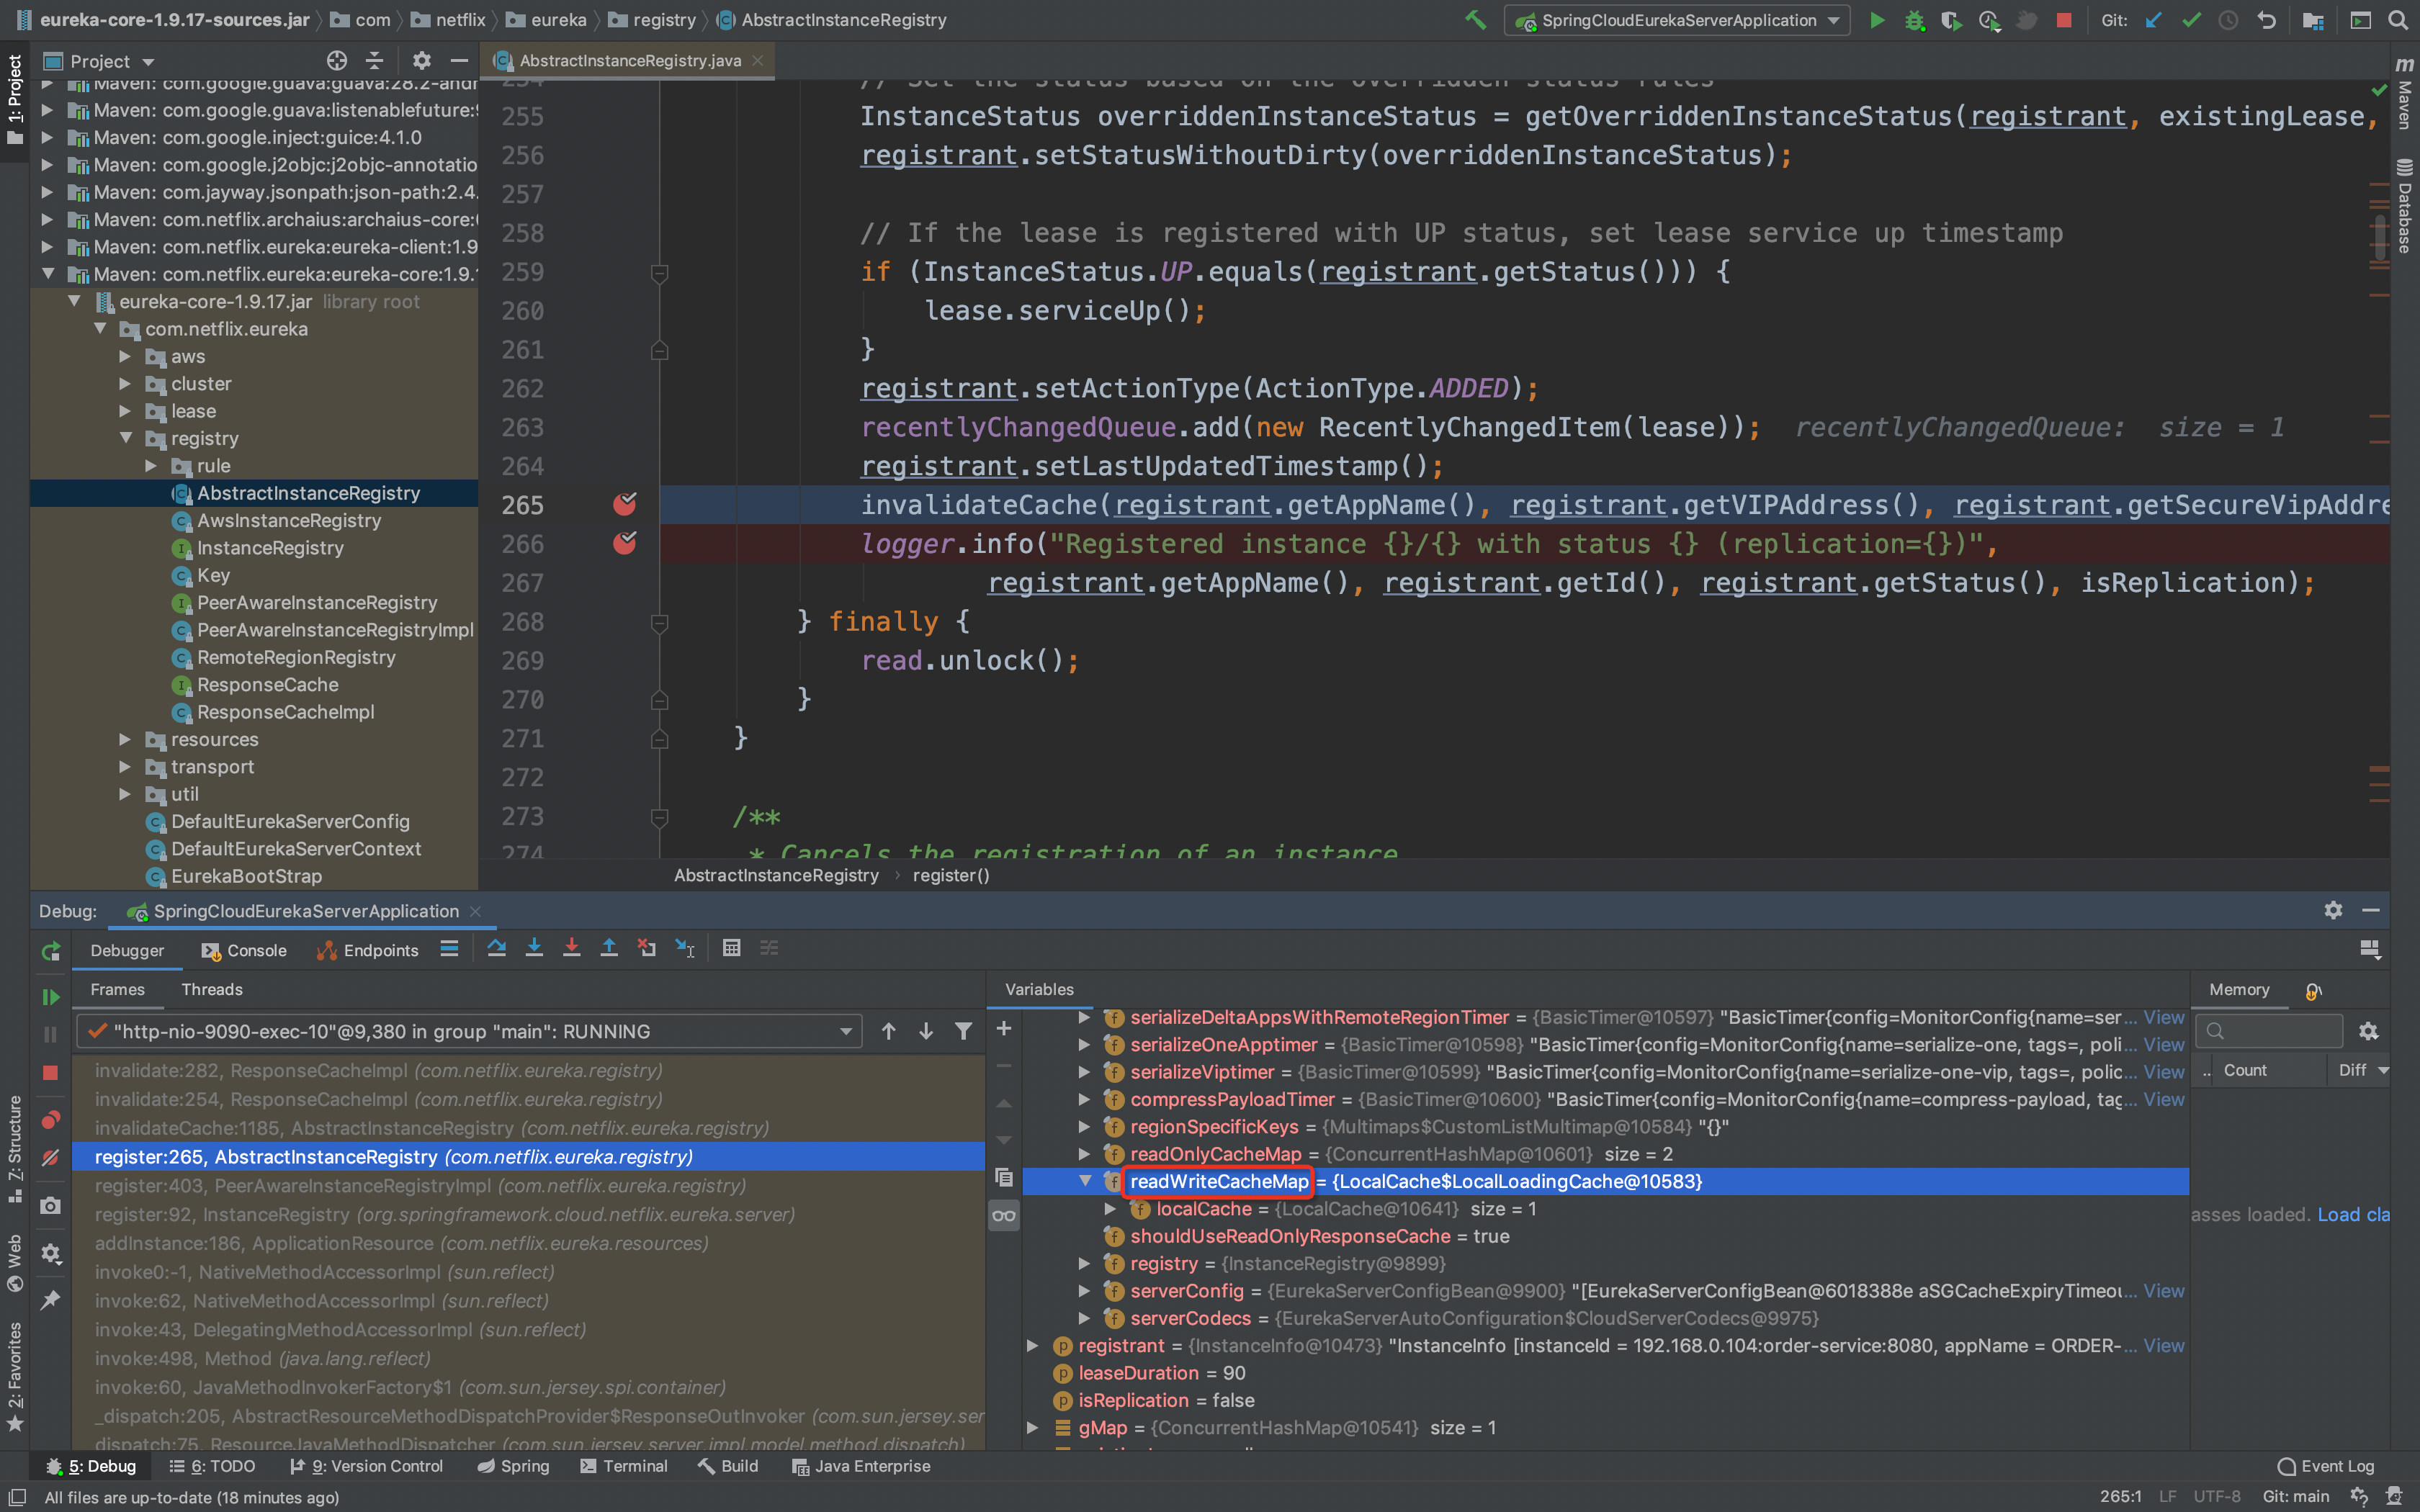 eureka-core-1.9.17-sources.jar com netflix eureka registry AbstractInstanceRegistry
SpringCloudEurekaServerApplication Git:
1: Project
Project
AbstractInstanceRegistry.java
Maven: com.google.guava:guava:28.2-andr
Maven: com.google.guava:listenablefuture:9
Maven: com.google.inject:guice:4.1.0
Maven: com.google.j2objc:j2objc-annotatio
Maven: com.jayway.jsonpath:json-path:2.4.
Maven: com.netflix.archaius:archaius-core:
Maven: com.netflix.eureka:eureka-client:1.9
Maven: com.netflix.eureka:eureka-core:1.9.1
eureka-core-1.9.17.jar library root
com.netflix.eureka
aws
cluster
lease
registry
rule
AbstractInstanceRegistry
AwsInstanceRegistry
InstanceRegistry
Key
PeerAwareInstanceRegistry
PeerAwareInstanceRegistryImpl
RemoteRegionRegistry
ResponseCache
ResponseCacheImpl
resources
transport
util
DefaultEurekaServerConfig
DefaultEurekaServerContext
EurekaBootStrap
254 // Set the status based on the overridden status rules
255 InstanceStatus overriddenInstanceStatus = getOverriddenInstanceStatus(registrant, existingLease,
256 registrant.setStatusWithoutDirty(overriddenInstanceStatus);
257
258 // If the lease is registered with UP status, set lease service up timestamp
259 if (InstanceStatus.UP.equals(registrant.getStatus())) {
260 lease.serviceUp();
261 }
262 registrant.setActionType(ActionType.ADDED);
263 recentlyChangedQueue.add(new RecentlyChangedItem(lease)); recentlyChangedQueue: size = 1
264 registrant.setLastUpdatedTimestamp();
265 invalidateCache(registrant.getAppName(), registrant.getVIPAddress(), registrant.getSecureVipAddre
266 logger.info("Registered instance {}/{} with status {} (replication={})",
267 registrant.getAppName(), registrant.getId(), registrant.getStatus(), isReplication);
268 } finally {
269 read.unlock();
270 }
271 }
272
273 /**
274 * Cancels the registration of an instance
AbstractInstanceRegistry › register()
m Maven
Database
Debug: SpringCloudEurekaServerApplication
Debugger Console Endpoints
Frames Threads
"http-nio-9090-exec-10"@9,380 in group "main": RUNNING
invalidate:282, ResponseCacheImpl (com.netflix.eureka.registry)
invalidate:254, ResponseCacheImpl (com.netflix.eureka.registry)
invalidateCache:1185, AbstractInstanceRegistry (com.netflix.eureka.registry)
register:265, AbstractInstanceRegistry (com.netflix.eureka.registry)
register:403, PeerAwareInstanceRegistryImpl (com.netflix.eureka.registry)
register:92, InstanceRegistry (org.springframework.cloud.netflix.eureka.server)
addInstance:186, ApplicationResource (com.netflix.eureka.resources)
invoke0:-1, NativeMethodAccessorImpl (sun.reflect)
invoke:62, NativeMethodAccessorImpl (sun.reflect)
invoke:43, DelegatingMethodAccessorImpl (sun.reflect)
invoke:498, Method (java.lang.reflect)
invoke:60, JavaMethodInvokerFactory$1 (com.sun.jersey.spi.container)
_dispatch:205, AbstractResourceMethodDispatchProvider$ResponseOutInvoker (com.sun.jersey.ser
dispatch:75, ResourceJavaMethodDispatcher (com.sun.jersey.server.impl.model.method.dispatch)
Variables
serializeDeltaAppsWithRemoteRegionTimer = {BasicTimer@10597} "BasicTimer{config=MonitorConfig{name=ser... View
serializeOneApptimer = {BasicTimer@10598} "BasicTimer{config=MonitorConfig{name=serialize-one, tags=, poli... View
serializeViptimer = {BasicTimer@10599} "BasicTimer{config=MonitorConfig{name=serialize-one-vip, tags=, polic... View
compressPayloadTimer = {BasicTimer@10600} "BasicTimer{config=MonitorConfig{name=compress-payload, tag... View
regionSpecificKeys = {Multimaps$CustomListMultimap@10584} "{}"
readOnlyCacheMap = {ConcurrentHashMap@10601} size = 2
readWriteCacheMap = {LocalCache$LocalLoadingCache@10583}
localCache = {LocalCache@10641} size = 1
shouldUseReadOnlyResponseCache = true
registry = {InstanceRegistry@9899}
serverConfig = {EurekaServerConfigBean@9900} "[EurekaServerConfigBean@6018388e aSGCacheExpiryTimeou... View
serverCodecs = {EurekaServerAutoConfiguration$CloudServerCodecs@9975}
registrant = {InstanceInfo@10473} "InstanceInfo [instanceId = 192.168.0.104:order-service:8080, appName = ORDER-... View
leaseDuration = 90
isReplication = false
gMap = {ConcurrentHashMap@10541} size = 1
Memory
.. Count Diff
asses loaded. Load cla
Z: Structure
Web
2: Favorites
5: Debug 6: TODO 9: Version Control Spring Terminal Build Java Enterprise Event Log
All files are up-to-date (18 minutes ago) 265:1 LF UTF-8 Git: main